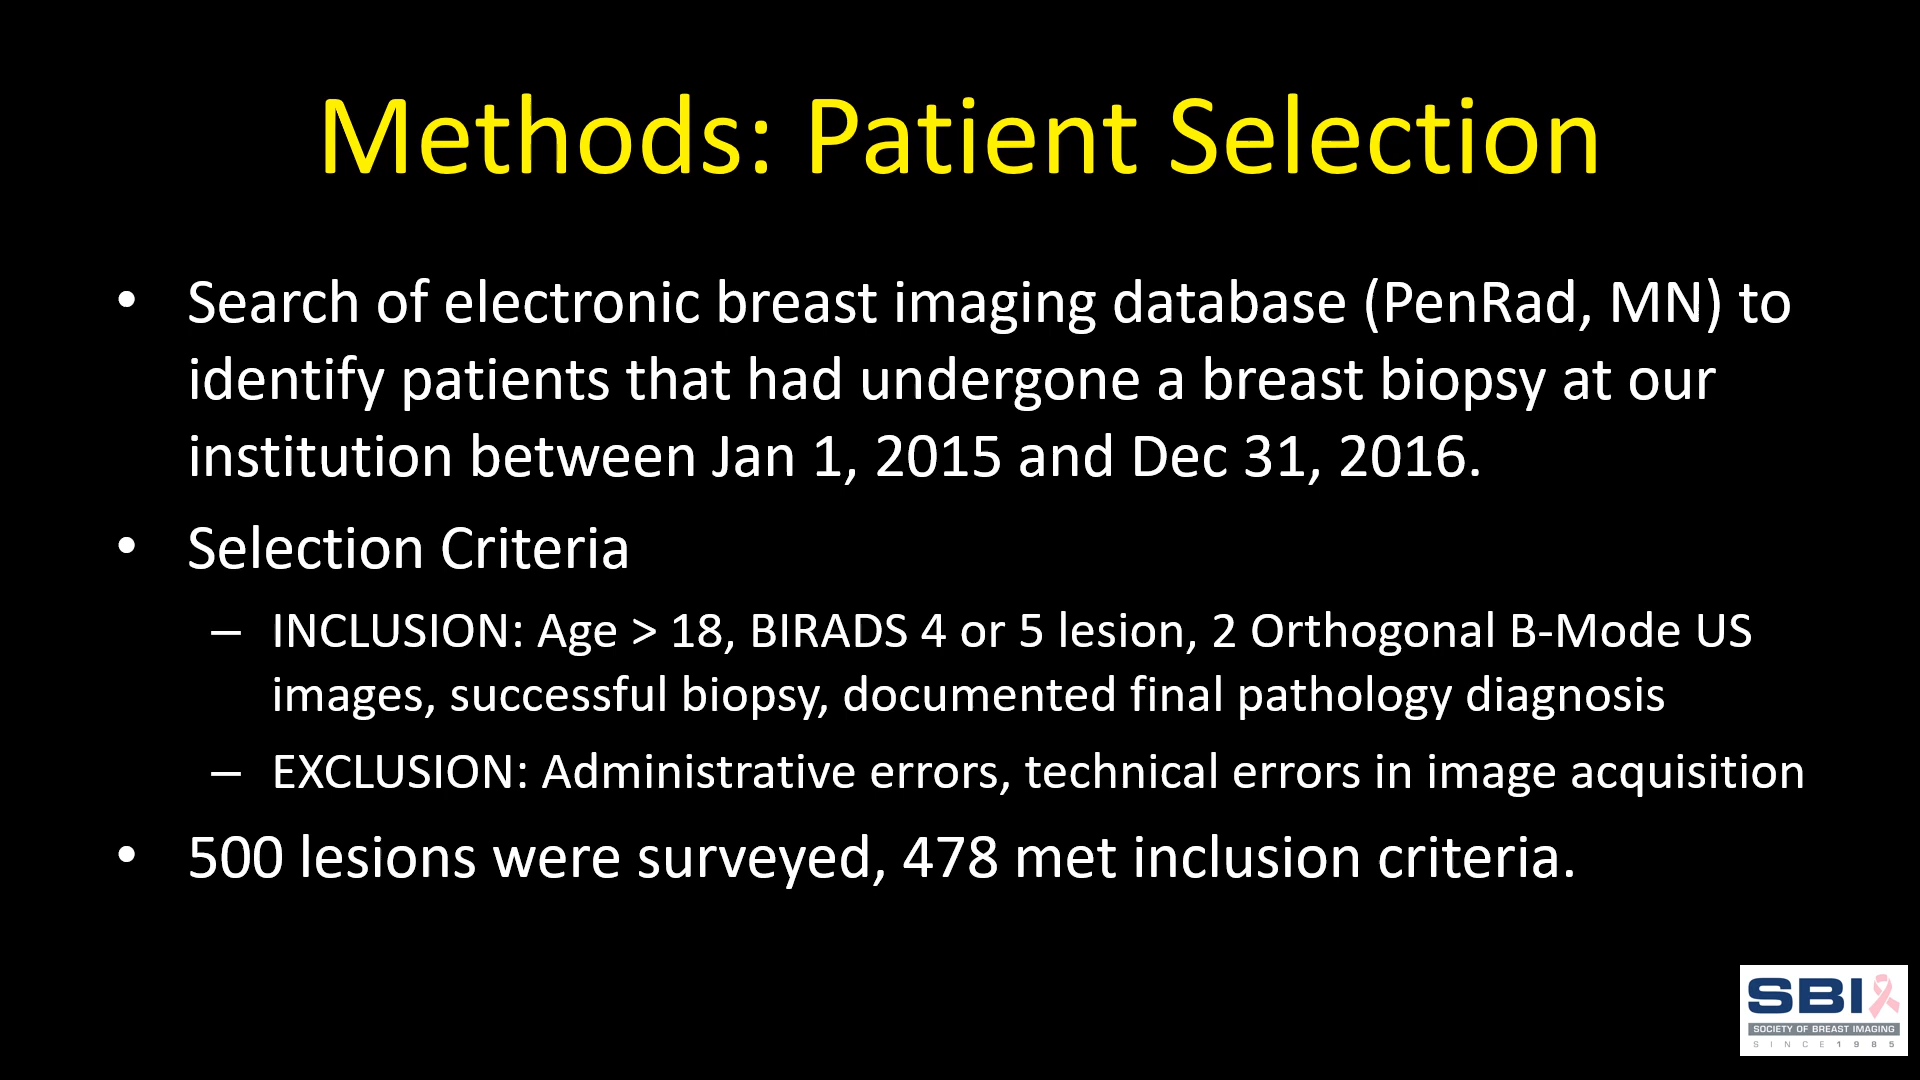 Methods: Patient Selection
• Search of electronic breast imaging database (PenRad, MN) to
identify patients that had undergone a breast biopsy at our
institution between Jan 1, 2015 and Dec 31, 2016.
• Selection Criteria
– INCLUSION: Age > 18, BIRADS 4 or 5 lesion, 2 Orthogonal B-Mode US
images, successful biopsy, documented final pathology diagnosis
– EXCLUSION: Administrative errors, technical errors in image acquisition
• 500 lesions were surveyed, 478 met inclusion criteria.
SBI
SOCIETY OF BREAST IMAGING
SINCE 1985